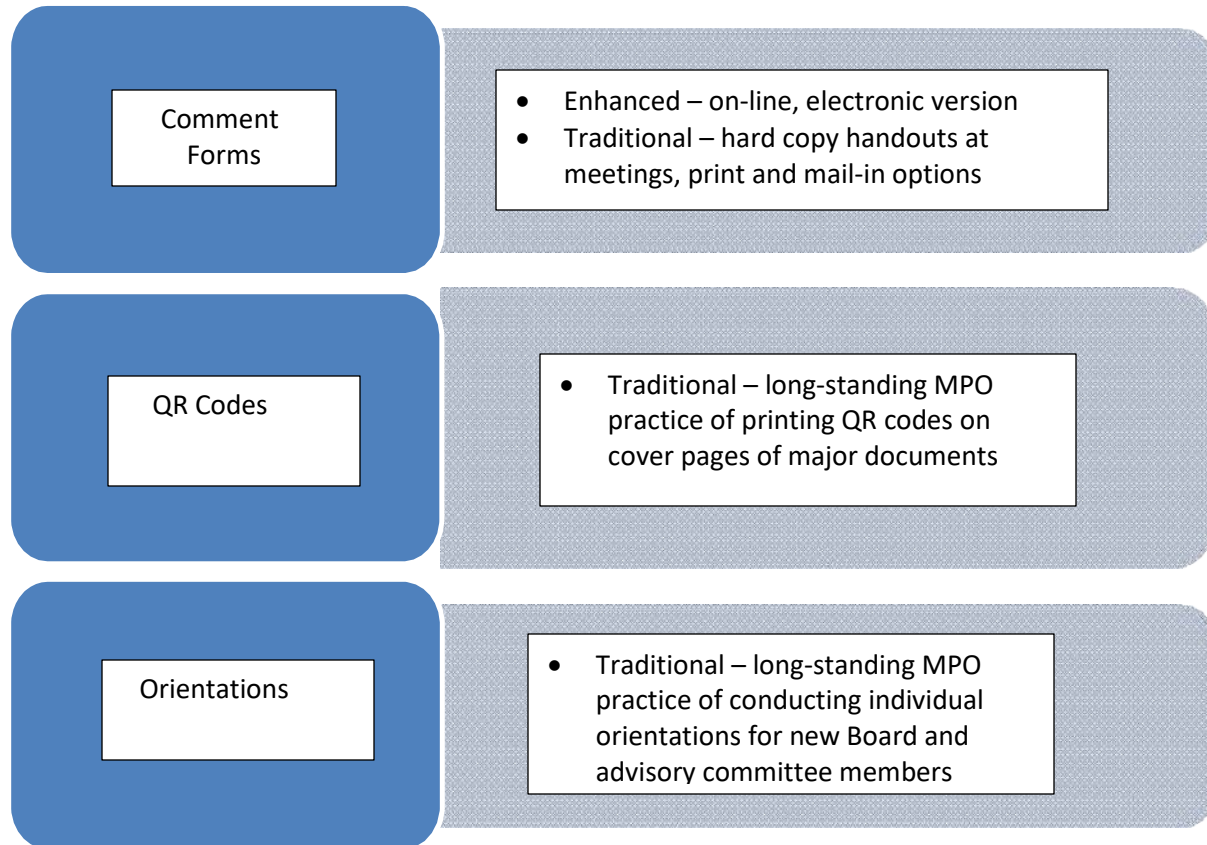 Comment
Forms
• Enhanced – on-line, electronic version
• Traditional – hard copy handouts at
meetings, print and mail-in options
QR Codes
• Traditional – long-standing MPO
practice of printing QR codes on
cover pages of major documents
Orientations
• Traditional – long-standing MPO
practice of conducting individual
orientations for new Board and
advisory committee members